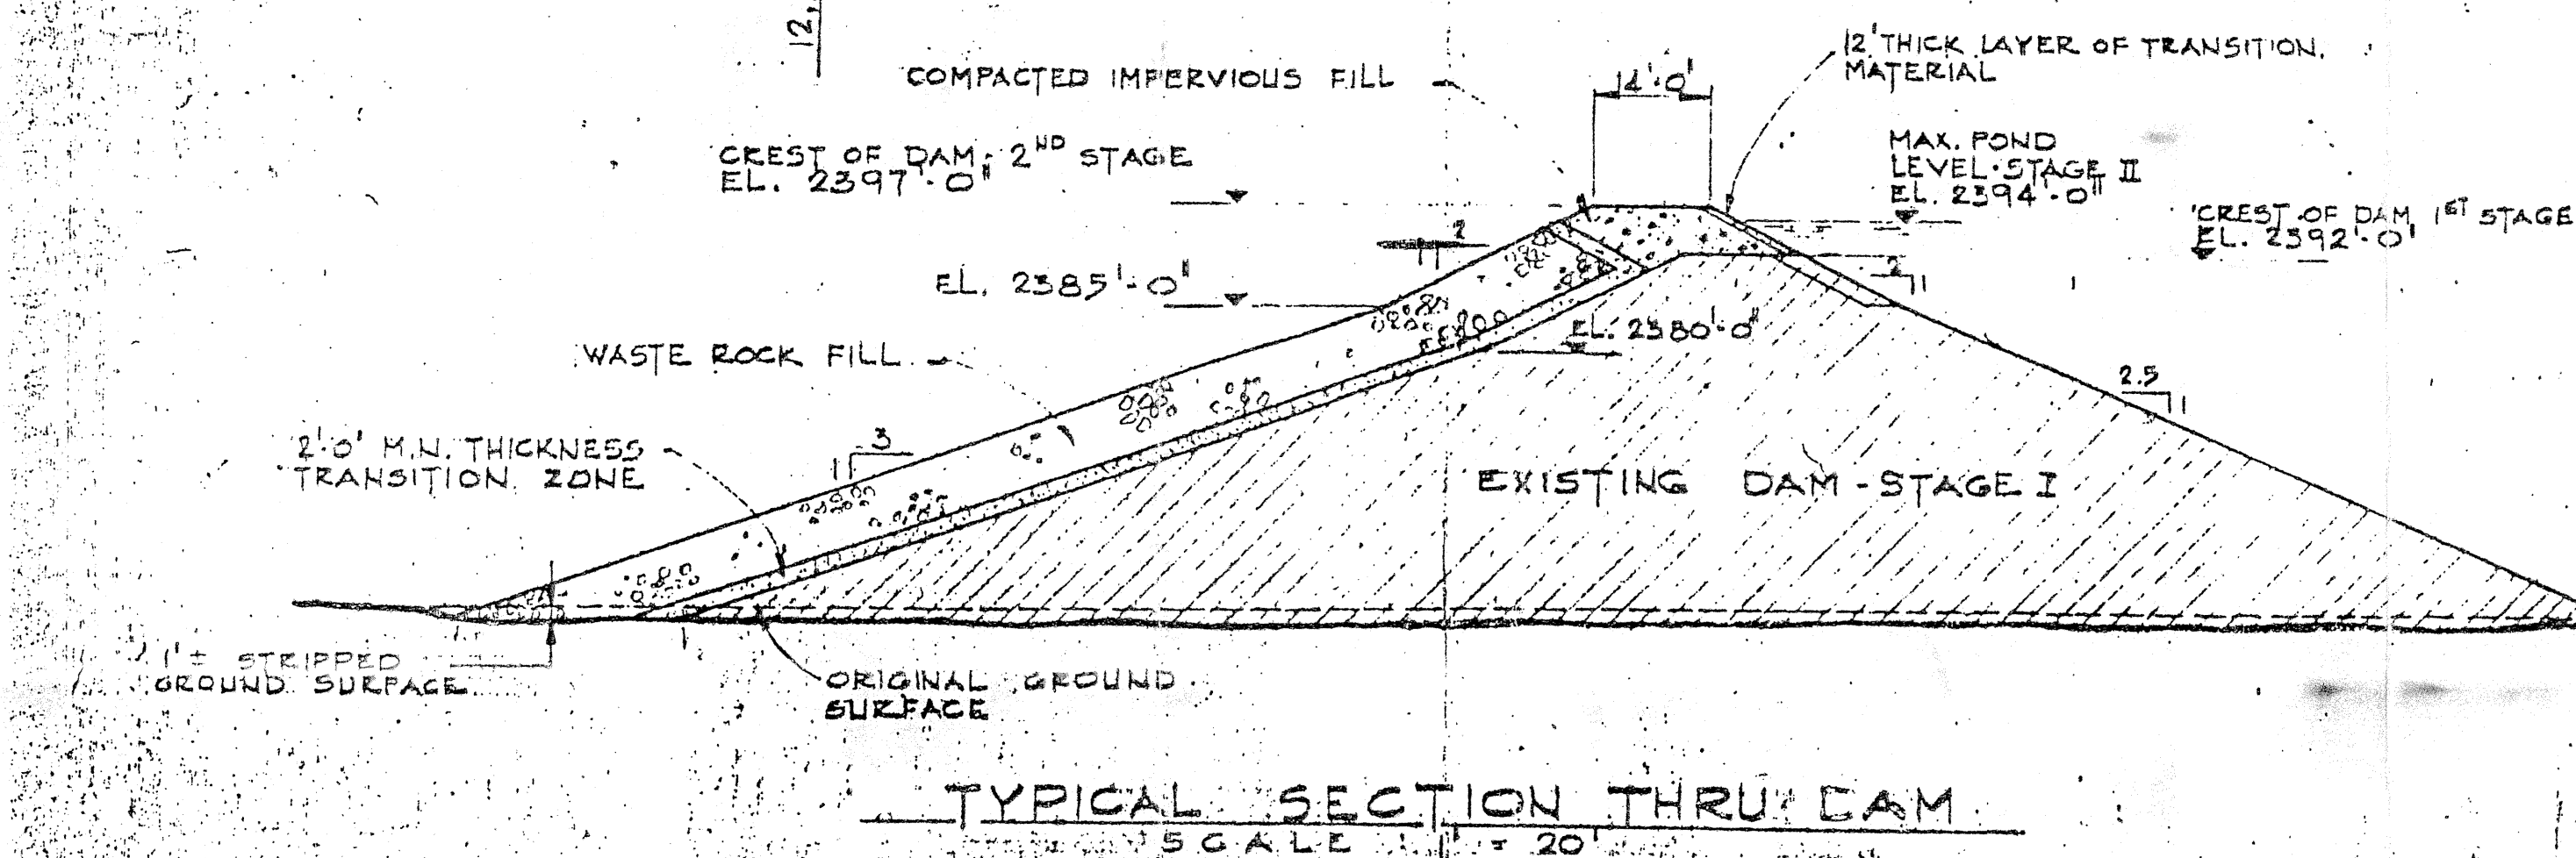 12,
COMPACTED IMPERVIOUS FILL
14'-0"
12" THICK LAYER OF TRANSITION
MATERIAL
CREST OF DAM, 2ND STAGE
EL. 2397'-0"
MAX. POND
LEVEL-STAGE II
EL. 2394'-0"
CREST OF DAM, 1ST STAGE
EL. 2392'-0"
2
1
EL. 2385'-0"
2
1
EL. 2380'-0"
WASTE ROCK FILL
2.5
1
2'-0" MIN. THICKNESS
TRANSITION ZONE
3
1
EXISTING DAM - STAGE I
1' ± STRIPPED
GROUND SURFACE
ORIGINAL GROUND
SURFACE
TYPICAL SECTION THRU DAM
SCALE 1" = 20'